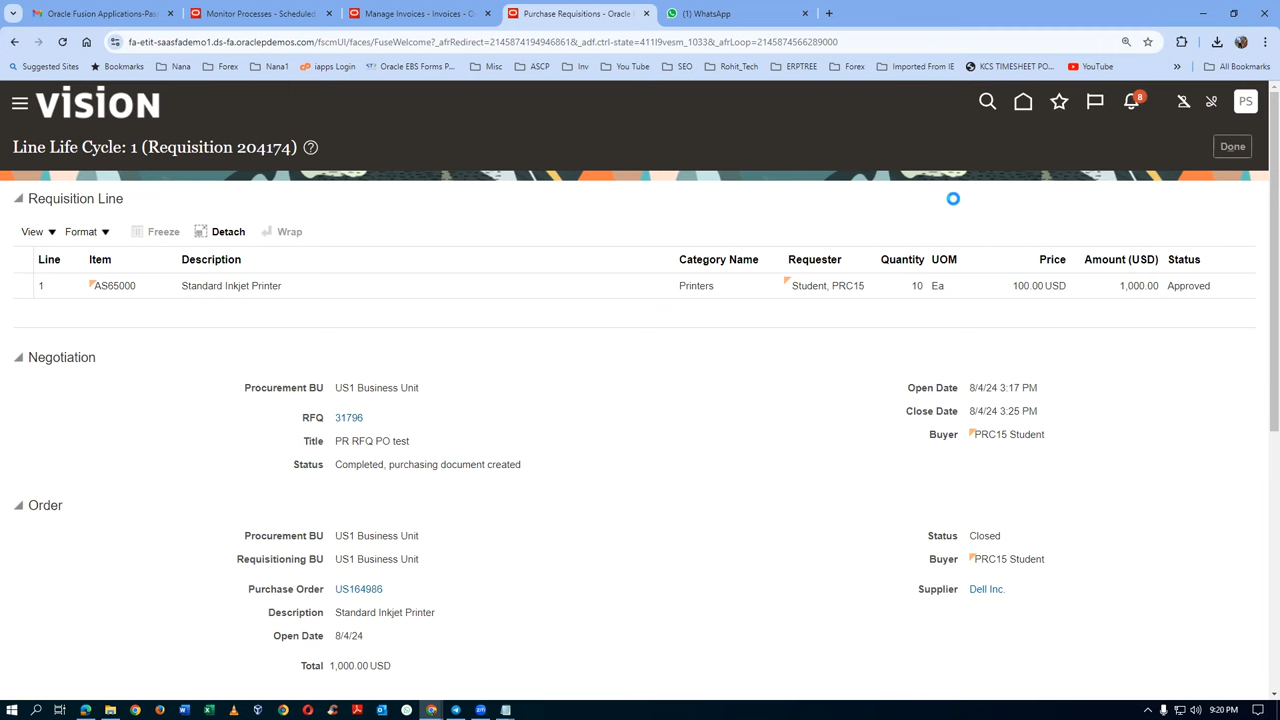 Oracle Fusion Applications-Pas
Monitor Processes - Scheduled
Manage Invoices - Invoices - O
Purchase Requisitions - Oracle
(1) WhatsApp
fa-etit-saasfademo1.ds-fa.oraclepdemos.com/fscmUI/faces/FuseWelcome?_afrRedirect=2145874194946861&_adf.ctrl-state=411l9vesm_1033&_afrLoop=2145874566289000
Suggested Sites
Bookmarks
Nana
Forex
Nana1
iapps Login
Oracle EBS Forms P...
Misc
ASCP
Inv
You Tube
SEO
Rohit_Tech
ERPTREE
Forex
Imported From IE
KCS TIMESHEET PO...
YouTube
All Bookmarks
VISION
8
PS
Line Life Cycle: 1 (Requisition 204174)
Done
Requisition Line
View Format Freeze Detach Wrap
Line Item Description Category Name Requester Quantity UOM Price Amount (USD) Status
1 AS65000 Standard Inkjet Printer Printers Student, PRC15 10 Ea 100.00 USD 1,000.00 Approved
Negotiation
Procurement BU US1 Business Unit
Open Date 8/4/24 3:17 PM
RFQ 31796
Close Date 8/4/24 3:25 PM
Title PR RFQ PO test
Buyer PRC15 Student
Status Completed, purchasing document created
Order
Procurement BU US1 Business Unit
Status Closed
Requisitioning BU US1 Business Unit
Buyer PRC15 Student
Purchase Order US164986
Supplier Dell Inc.
Description Standard Inkjet Printer
Open Date 8/4/24
Total 1,000.00 USD
9:20 PM